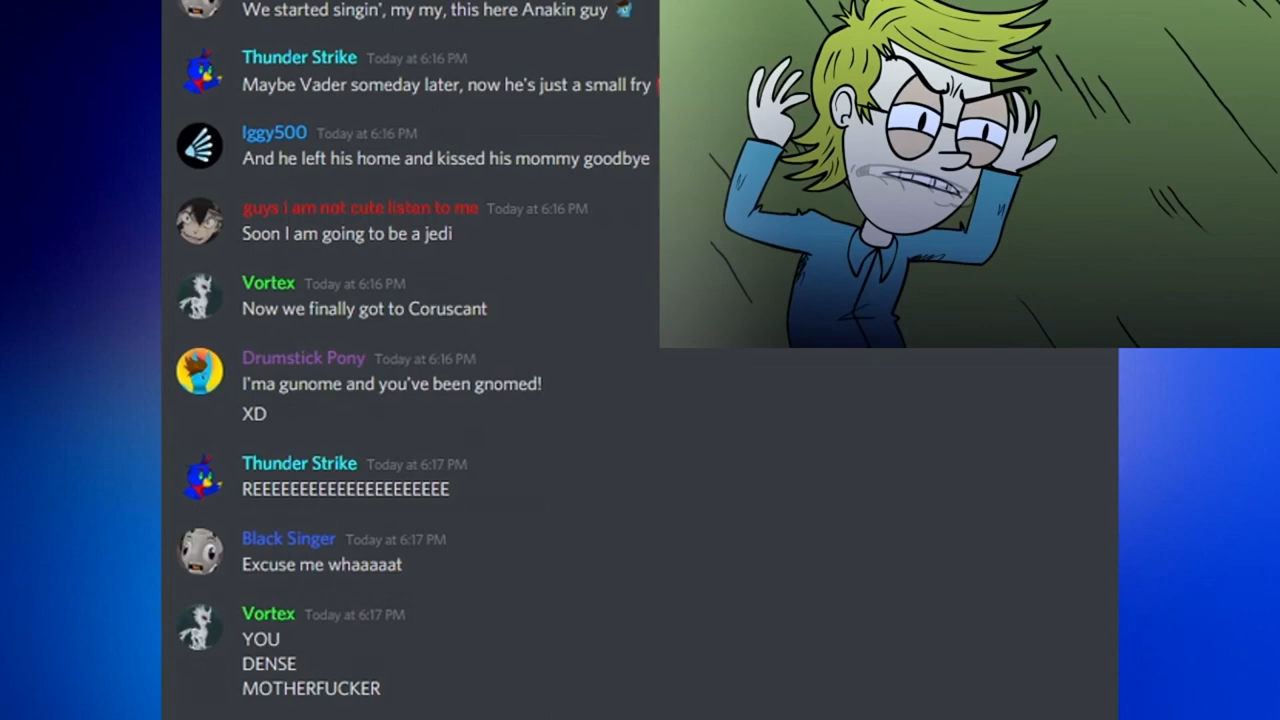 We started singin', my my, this here Anakin guy
Thunder Strike Today at 6:16 PM
Maybe Vader someday later, now he's just a small fry
Iggy500 Today at 6:16 PM
And he left his home and kissed his mommy goodbye
guys i am not cute listen to me Today at 6:16 PM
Soon I am going to be a jedi
Vortex Today at 6:16 PM
Now we finally got to Coruscant
Drumstick Pony Today at 6:16 PM
I'ma gunome and you've been gnomed!
XD
Thunder Strike Today at 6:17 PM
REEEEEEEEEEEEEEEEEEEEEE
Black Singer Today at 6:17 PM
Excuse me whaaaaat
Vortex Today at 6:17 PM
YOU
DENSE
MOTHERFUCKER